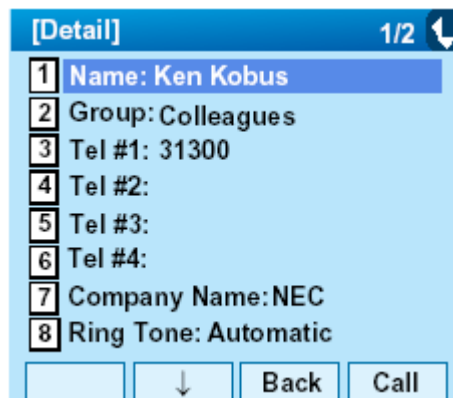 [Detail] 1/2
1 Name: Ken Kobus
2 Group: Colleagues
3 Tel #1: 31300
4 Tel #2:
5 Tel #3:
6 Tel #4:
7 Company Name: NEC
8 Ring Tone: Automatic
↓ Back Call